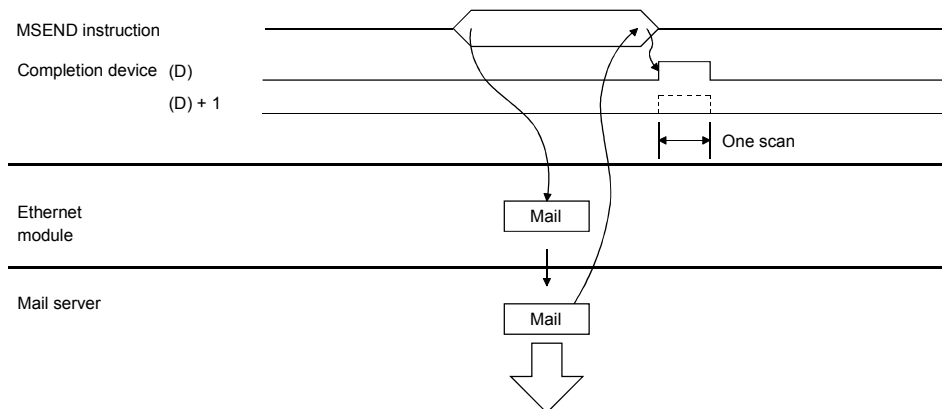 MSEND instruction
Completion device (D)
(D) + 1
One scan
Ethernet
module
Mail
Mail server
Mail